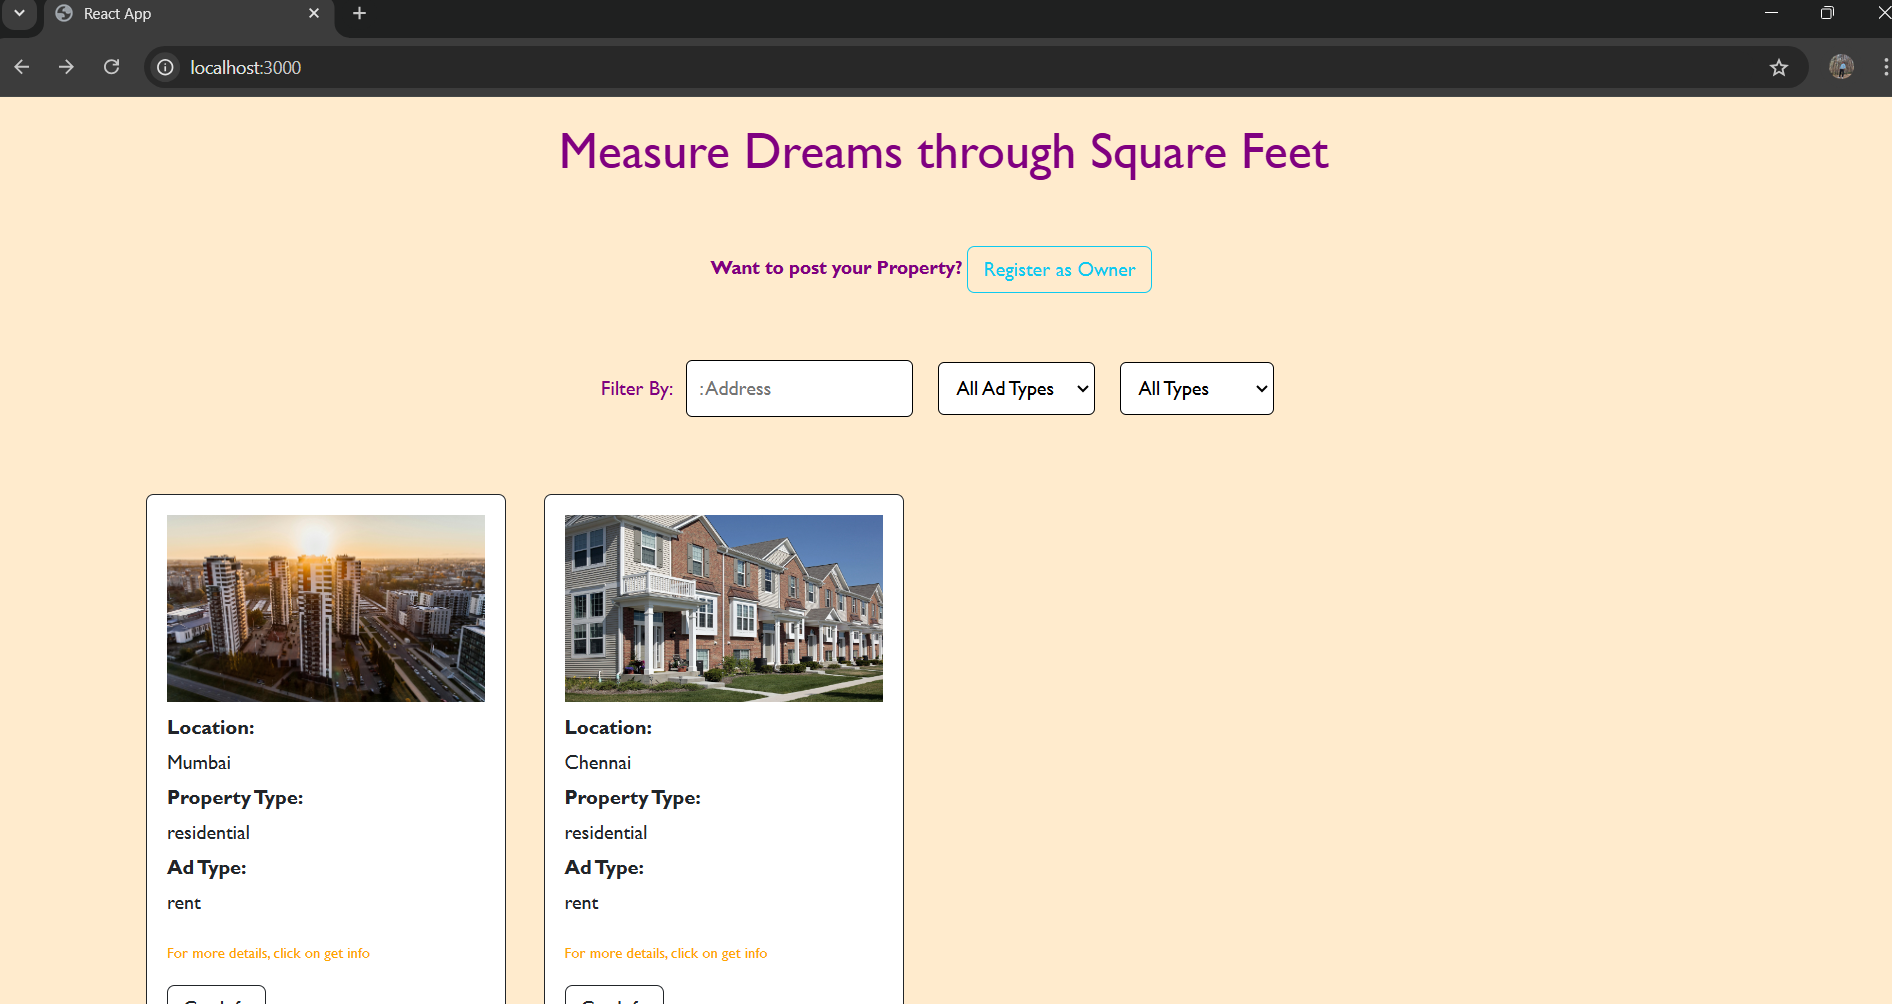 React App
localhost:3000
Measure Dreams through Square Feet
Want to post your Property? Register as Owner
Filter By: :Address All Ad Types All Types
Location:
Mumbai
Property Type:
residential
Ad Type:
rent
For more details, click on get info
Location:
Chennai
Property Type:
residential
Ad Type:
rent
For more details, click on get info